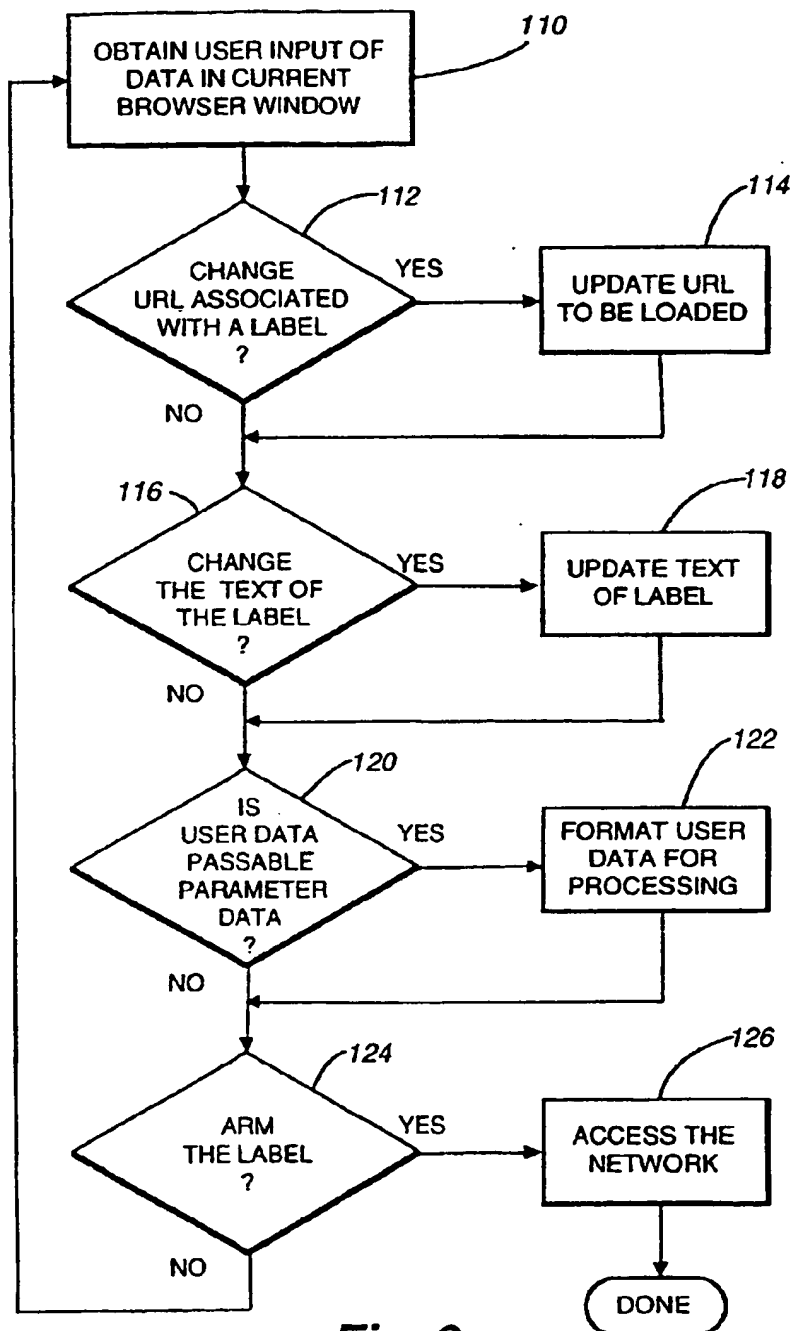 110
OBTAIN USER INPUT OF
DATA IN CURRENT
BROWSER WINDOW
112
114
CHANGE
URL ASSOCIATED
WITH A LABEL
?
YES
UPDATE URL
TO BE LOADED
NO
116
118
CHANGE
THE TEXT OF
THE LABEL
?
YES
UPDATE TEXT
OF LABEL
NO
120
122
IS
USER DATA
PASSABLE
PARAMETER
DATA
?
YES
FORMAT USER
DATA FOR
PROCESSING
NO
124
126
ARM
THE LABEL
?
YES
ACCESS THE
NETWORK
NO
DONE